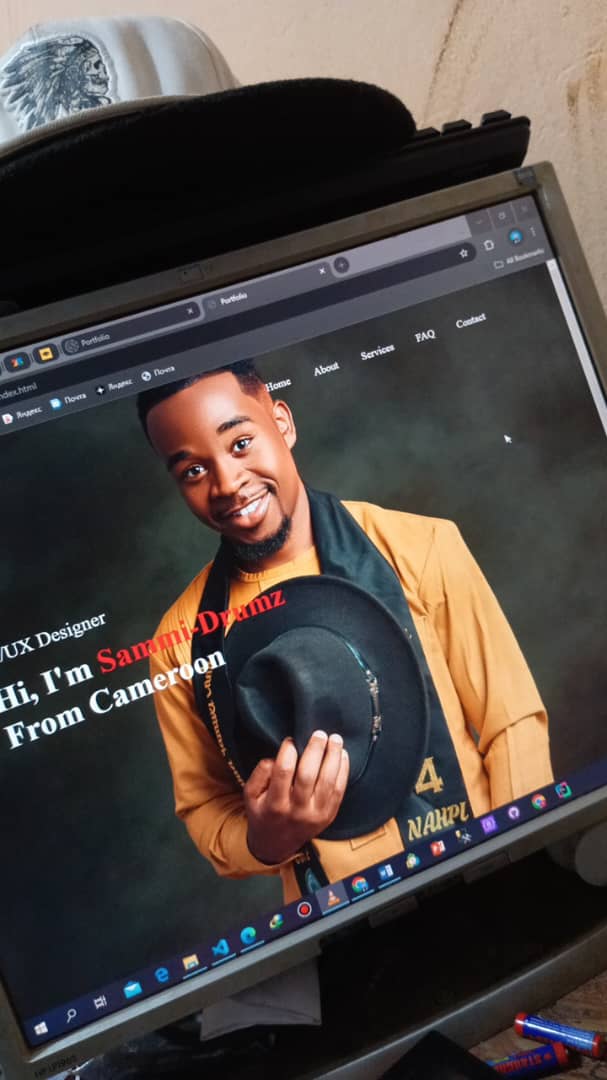 Portfolio
Portfolio
ndex.html
All Bookmarks
Яндекс
Почта
Яндекс
Почта
Home
About
Services
FAQ
Contact
/UX Designer
Hi, I'm Sammi-Drumz
From Cameroon
4
NAHPI